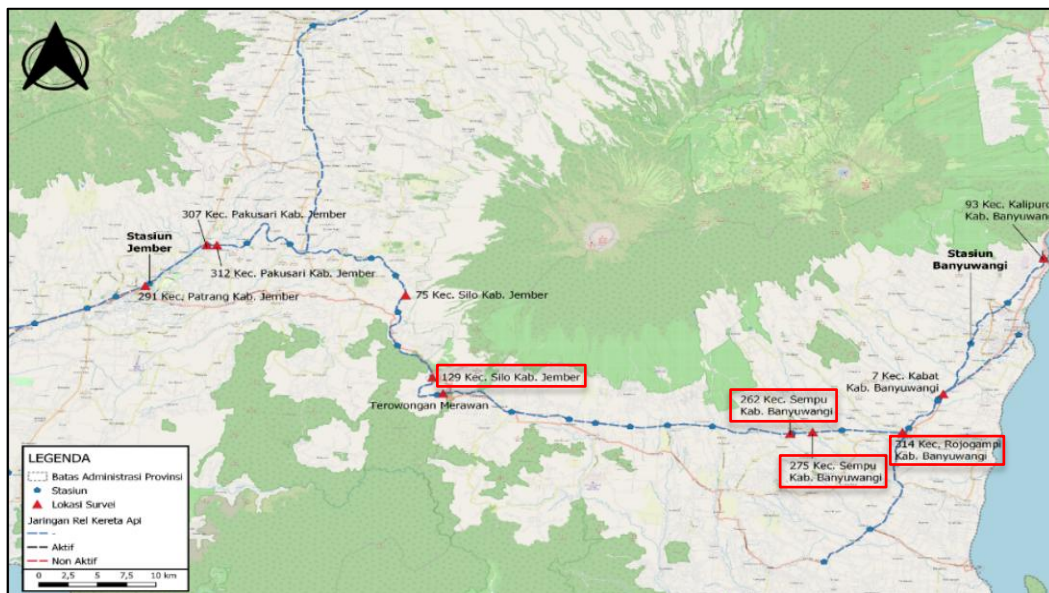 307 Kec. Pakusari Kab. Jember
Stasiun
Jember
312 Kec. Pakusari Kab. Jember
291 Kec. Patrang Kab. Jember
75 Kec. Silo Kab. Jember
93 Kec. Kalipuro
Kab. Banyuwan
Stasiun
Banyuwangi
129 Kec. Silo Kab. Jember
7 Kec. Kabat
Kab. Banyuwangi
Terowongan Merawan
262 Kec. Sempu
Kab. Banyuwangi
314 Kec. Rojogampi
Kab. Banyuwangi
275 Kec. Sempu
Kab. Banyuwangi
LEGENDA
Batas Administrasi Provinsi
Stasiun
Lokasi Survei
Jaringan Rel Kereta Api
-
Aktif
Non Aktif
0 2,5 5 7,5 10 km